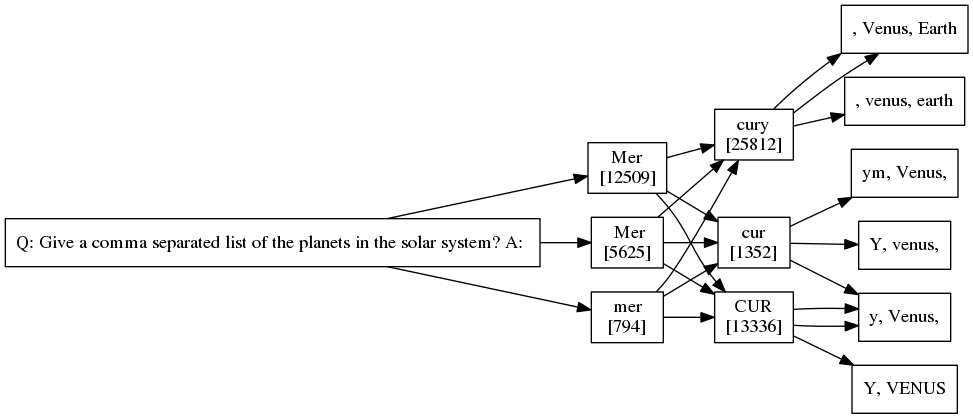 Q: Give a comma separated list of the planets in the solar system? A:
Mer
[12509]
Mer
[5625]
mer
[794]
cury
[25812]
cur
[1352]
CUR
[13336]
, Venus, Earth
, venus, earth
ym, Venus,
Y, venus,
y, Venus,
Y, VENUS